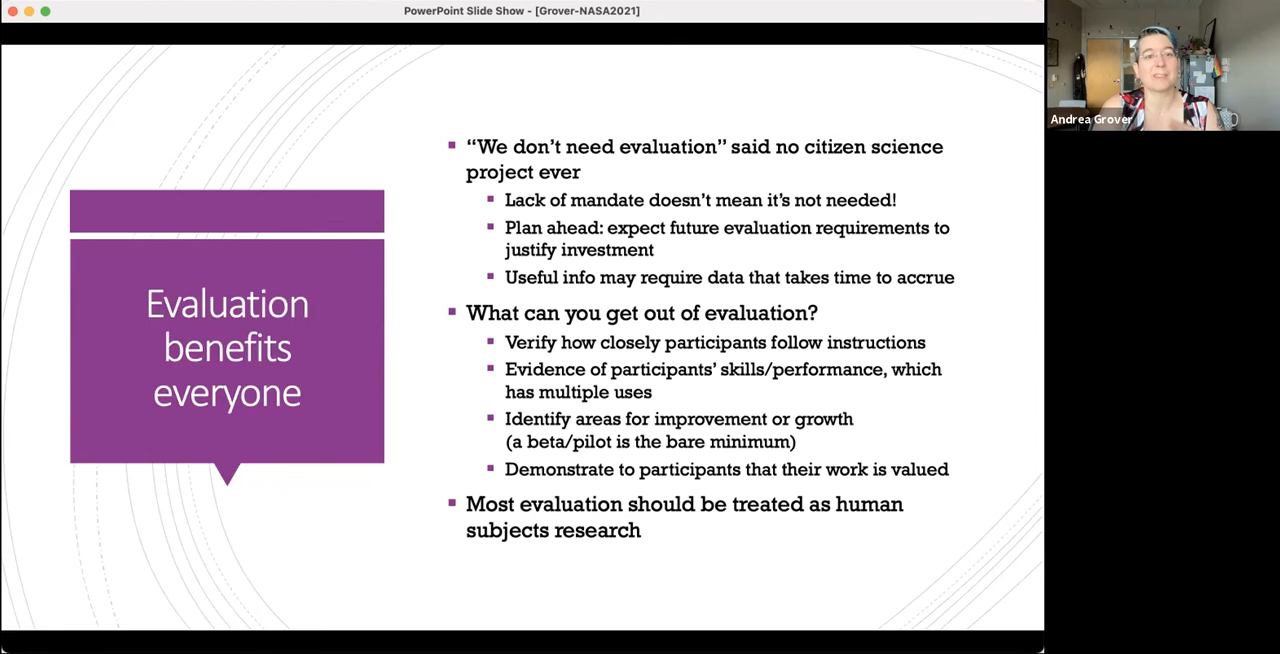 PowerPoint Slide Show - [Grover-NASA2021]
Andrea Grover
Evaluation
benefits
everyone
“We don’t need evaluation” said no citizen science
project ever
Lack of mandate doesn’t mean it’s not needed!
Plan ahead: expect future evaluation requirements to
justify investment
Useful info may require data that takes time to accrue
What can you get out of evaluation?
Verify how closely participants follow instructions
Evidence of participants’ skills/performance, which
has multiple uses
Identify areas for improvement or growth
(a beta/pilot is the bare minimum)
Demonstrate to participants that their work is valued
Most evaluation should be treated as human
subjects research